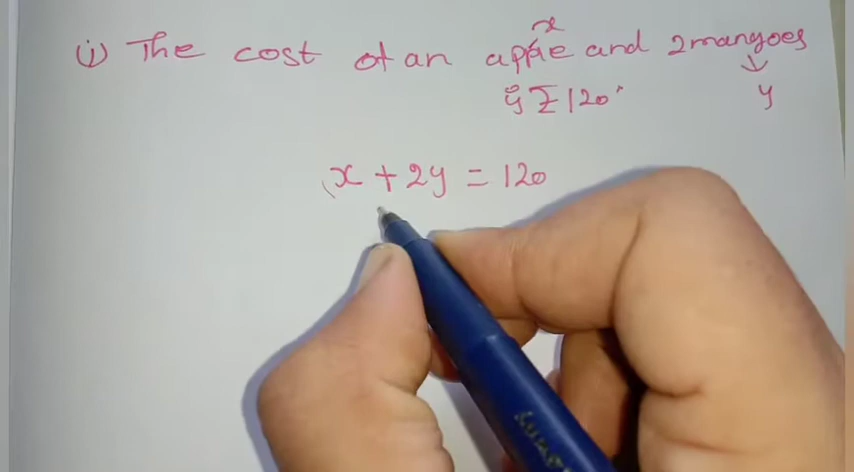 i) The cost of an apple and 2 mangoes
x
is ₹ 120.
y
x + 2y = 120